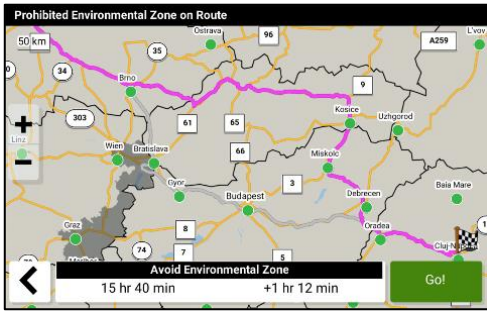 Prohibited Environmental Zone on Route
50 km
Ostrava
96
A259
L'vov
35
34
9
Brno
303
61
65
Kosice
Uzhgorod
+
Linz
Wien
Bratislava
66
Miskolc
−
Gyor
3
Baia Mare
Budapest
Debrecen
Graz
8
Oradea
74
7
5
Cluj-N
Avoid Environmental Zone
15 hr 40 min
+1 hr 12 min
Go!